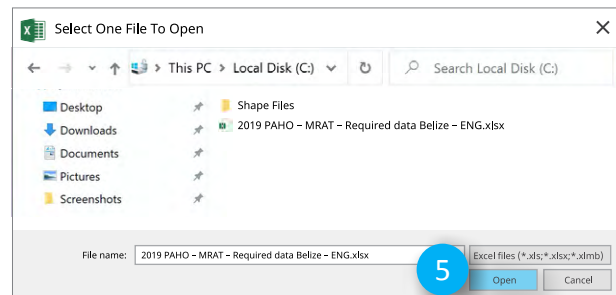 Select One File To Open
This PC > Local Disk (C:)
Search Local Disk (C:)
Desktop
Downloads
Documents
Pictures
Screenshots
Shape Files
2019 PAHO – MRAT – Required data Belize – ENG.xlsx
File name:
2019 PAHO – MRAT – Required data Belize – ENG.xlsx
Excel files (*.xls;*.xlsx;*.xlmb)
5
Open
Cancel